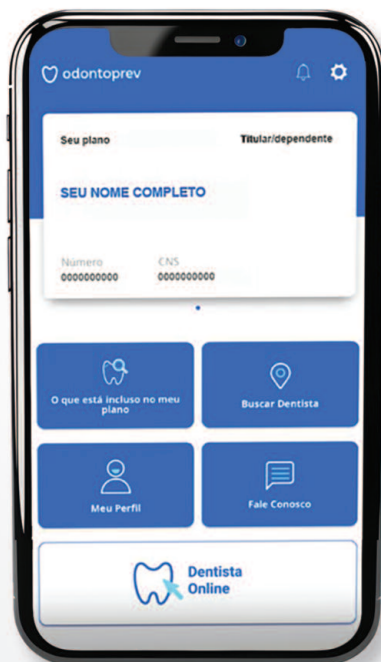 odontoprev
Seu plano
Titular/dependente
SEU NOME COMPLETO
Número
CNS
0000000000
0000000000
O que está incluso no meu
plano
Buscar Dentista
Meu Perfil
Fale Conosco
Dentista
Online